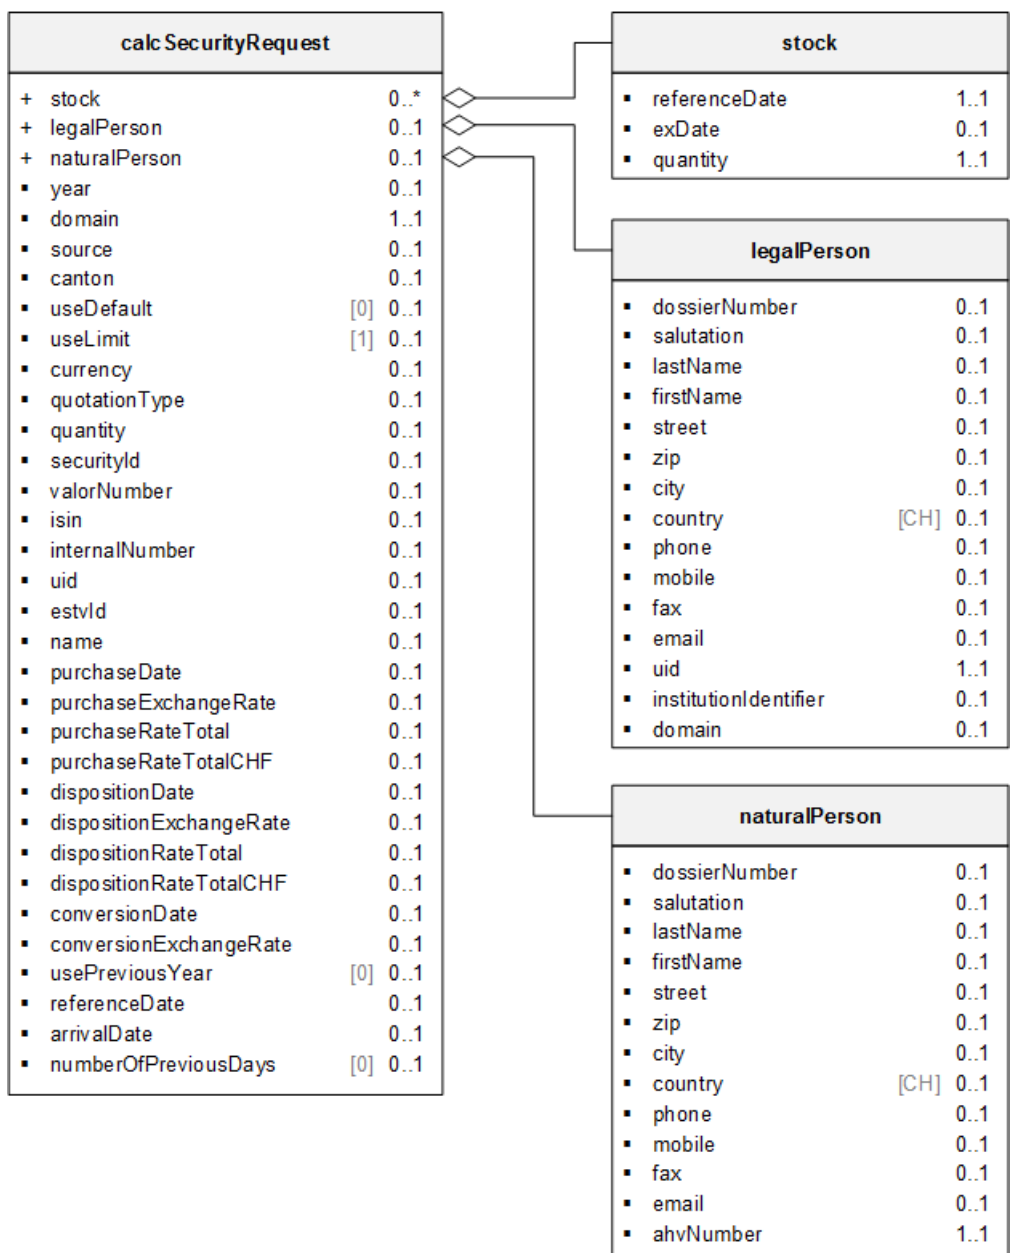 calcSecurityRequest
+ stock 0..*
+ legalPerson 0..1
+ naturalPerson 0..1
▪ year 0..1
▪ domain 1..1
▪ source 0..1
▪ canton 0..1
▪ useDefault [0] 0..1
▪ useLimit [1] 0..1
▪ currency 0..1
▪ quotationType 0..1
▪ quantity 0..1
▪ securityId 0..1
▪ valorNumber 0..1
▪ isin 0..1
▪ internalNumber 0..1
▪ uid 0..1
▪ estvId 0..1
▪ name 0..1
▪ purchaseDate 0..1
▪ purchaseExchangeRate 0..1
▪ purchaseRateTotal 0..1
▪ purchaseRateTotalCHF 0..1
▪ dispositionDate 0..1
▪ dispositionExchangeRate 0..1
▪ dispositionRateTotal 0..1
▪ dispositionRateTotalCHF 0..1
▪ conversionDate 0..1
▪ conversionExchangeRate 0..1
▪ usePreviousYear [0] 0..1
▪ referenceDate 0..1
▪ arrivalDate 0..1
▪ numberOfPreviousDays [0] 0..1
stock
▪ referenceDate 1..1
▪ exDate 0..1
▪ quantity 1..1
legalPerson
▪ dossierNumber 0..1
▪ salutation 0..1
▪ lastName 0..1
▪ firstName 0..1
▪ street 0..1
▪ zip 0..1
▪ city 0..1
▪ country [CH] 0..1
▪ phone 0..1
▪ mobile 0..1
▪ fax 0..1
▪ email 0..1
▪ uid 1..1
▪ institutionIdentifier 0..1
▪ domain 0..1
naturalPerson
▪ dossierNumber 0..1
▪ salutation 0..1
▪ lastName 0..1
▪ firstName 0..1
▪ street 0..1
▪ zip 0..1
▪ city 0..1
▪ country [CH] 0..1
▪ phone 0..1
▪ mobile 0..1
▪ fax 0..1
▪ email 0..1
▪ ahvNumber 1..1